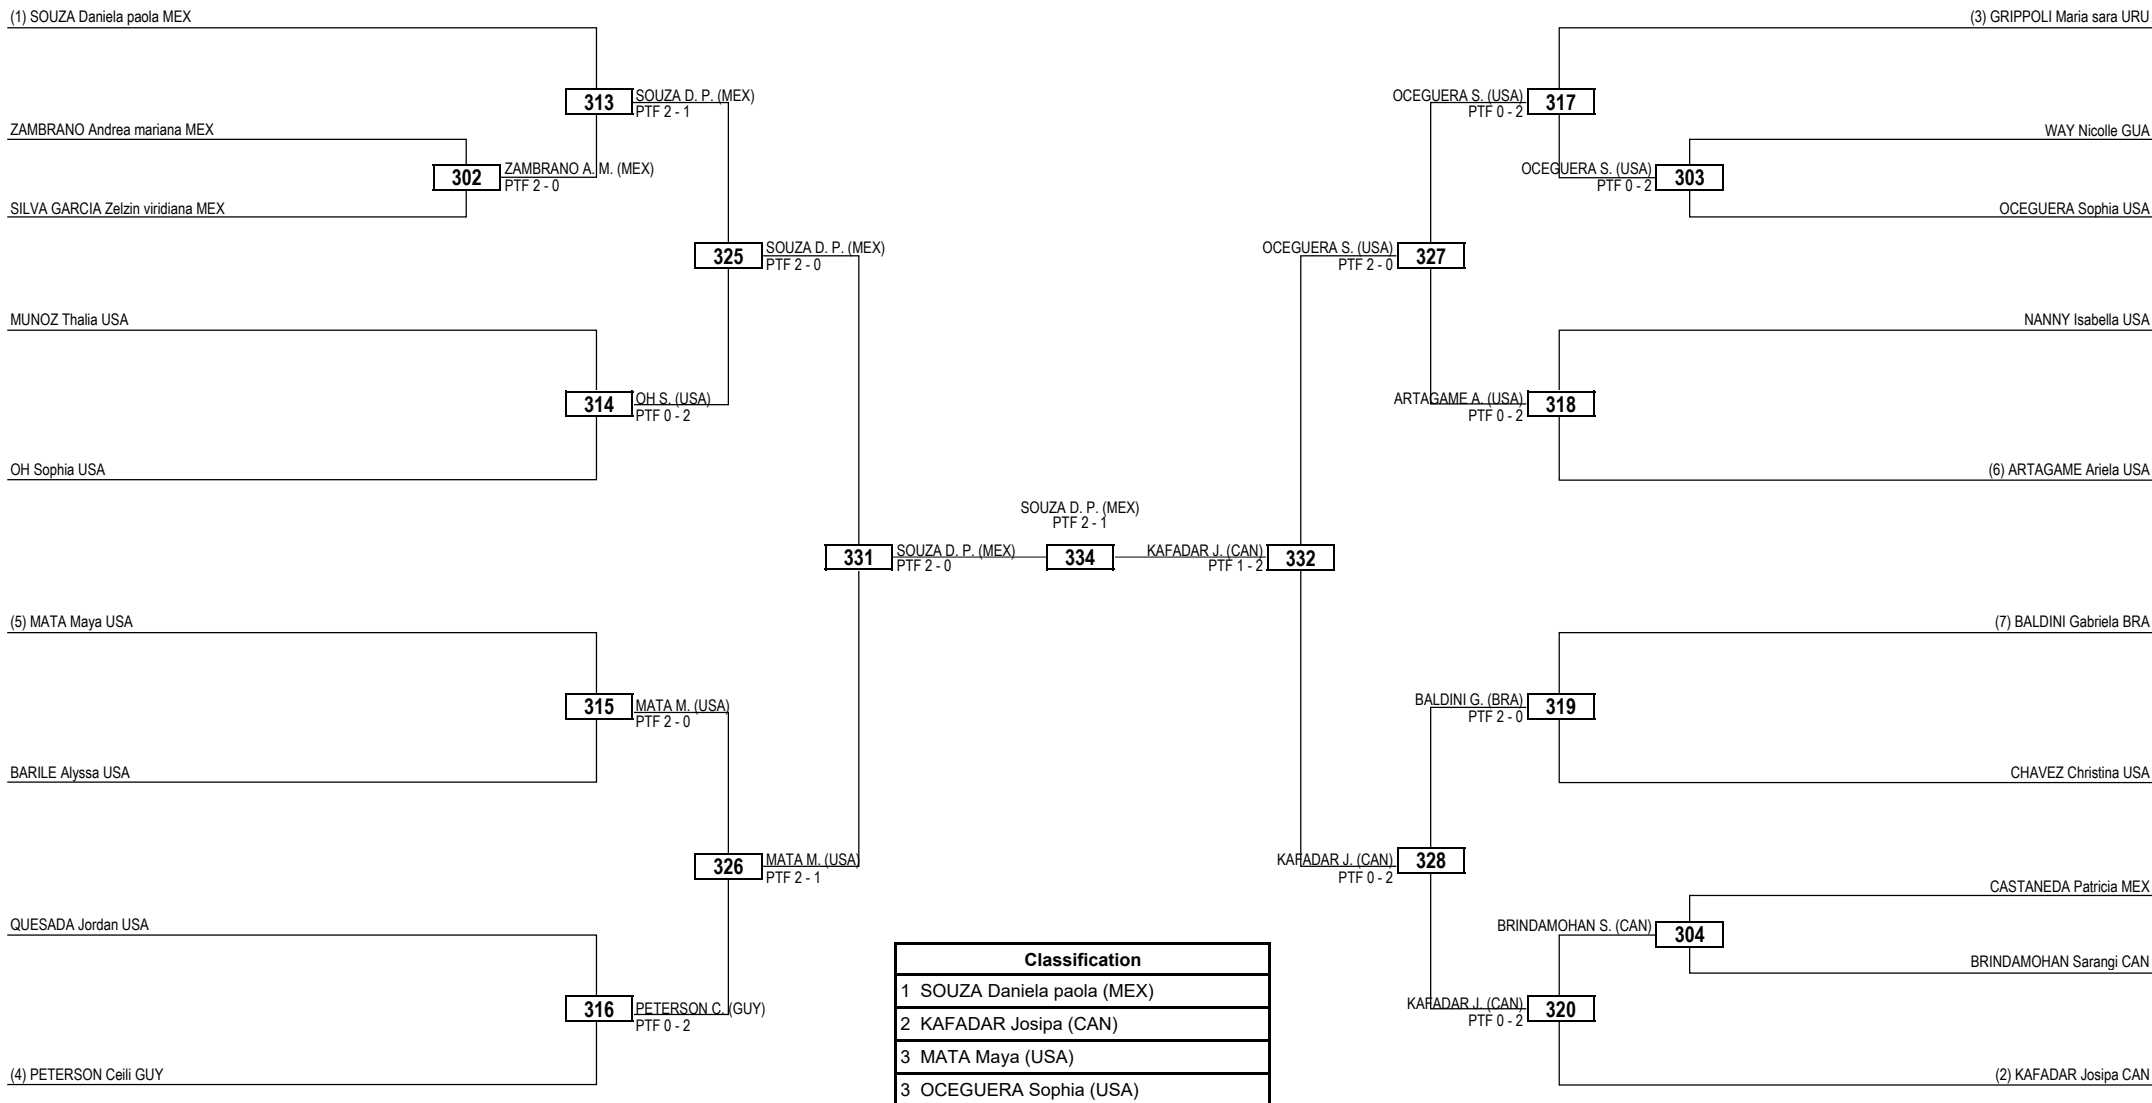 (1) SOUZA Daniela paola MEX
313
SOUZA D. P. (MEX)
PTF 2 - 1
ZAMBRANO Andrea mariana MEX
302
ZAMBRANO A. M. (MEX)
PTF 2 - 0
SILVA GARCIA Zelzin viridiana MEX
325
SOUZA D. P. (MEX)
PTF 2 - 0
MUNOZ Thalia USA
314
OH S. (USA)
PTF 0 - 2
OH Sophia USA
331
SOUZA D. P. (MEX)
PTF 2 - 0
(5) MATA Maya USA
315
MATA M. (USA)
PTF 2 - 0
BARILE Alyssa USA
326
MATA M. (USA)
PTF 2 - 1
QUESADA Jordan USA
316
PETERSON C. (GUY)
PTF 0 - 2
(4) PETERSON Ceili GUY
SOUZA D. P. (MEX)
PTF 2 - 1
334
(3) GRIPPOLI Maria sara URU
OCEGUERA S. (USA)
PTF 0 - 2
317
WAY Nicolle GUA
OCEGUERA S. (USA)
PTF 0 - 2
303
OCEGUERA Sophia USA
OCEGUERA S. (USA)
PTF 2 - 0
327
NANNY Isabella USA
ARTAGAME A. (USA)
PTF 0 - 2
318
(6) ARTAGAME Ariela USA
KAFADAR J. (CAN)
PTF 1 - 2
332
(7) BALDINI Gabriela BRA
BALDINI G. (BRA)
PTF 2 - 0
319
CHAVEZ Christina USA
KAFADAR J. (CAN)
PTF 0 - 2
328
CASTANEDA Patricia MEX
BRINDAMOHAN S. (CAN)
304
BRINDAMOHAN Sarangi CAN
KAFADAR J. (CAN)
PTF 0 - 2
320
(2) KAFADAR Josipa CAN
Classification
1 SOUZA Daniela paola (MEX)
2 KAFADAR Josipa (CAN)
3 MATA Maya (USA)
3 OCEGUERA Sophia (USA)